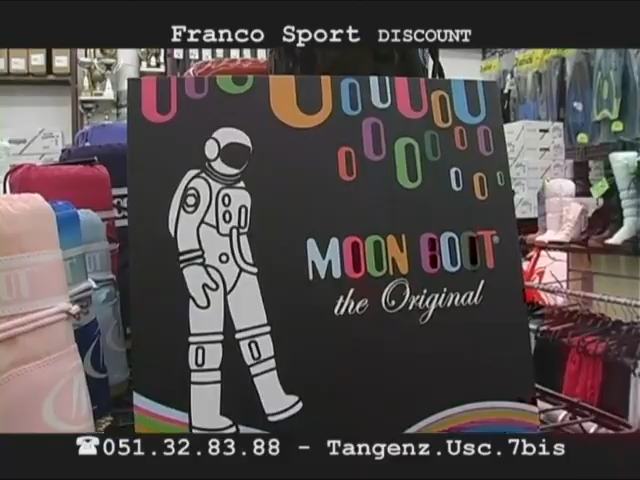 Franco Sport DISCOUNT
MOON BOOT®
the Original
☎051.32.83.88 - Tangenz.Usc.7bis